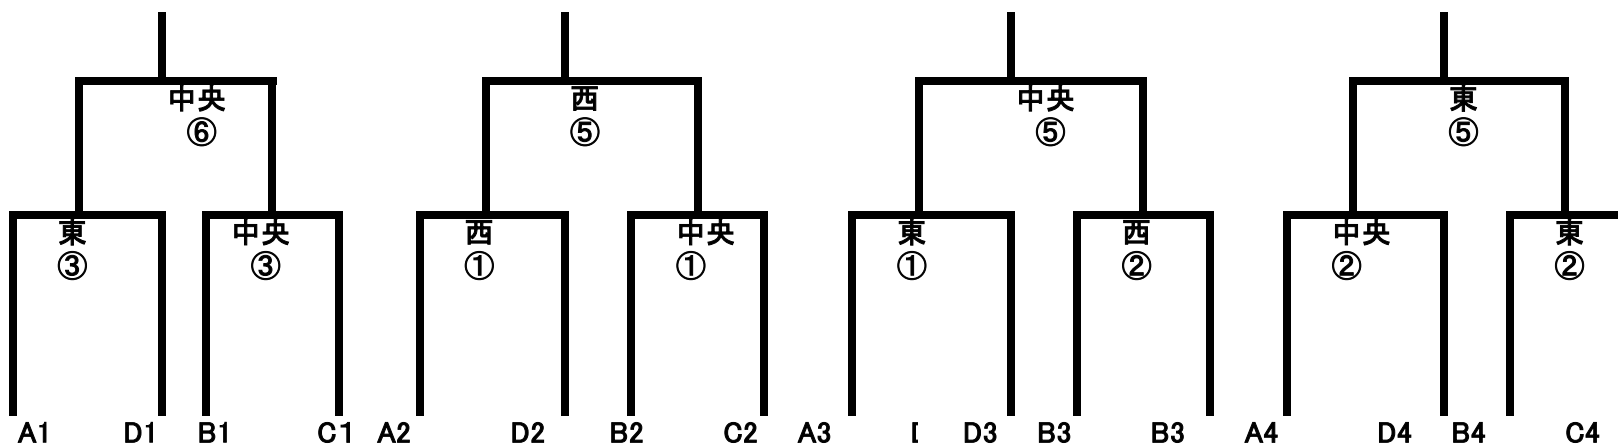 中央 西 中央 東
⑥ ⑤ ⑤ ⑤
東 中央 西 中央 東 西 中央 東
③ ③ ① ① ① ② ② ②
A1 D1 B1 C1 A2 D2 B2 C2 A3 D3 B3 B3 A4 D4 B4 C4